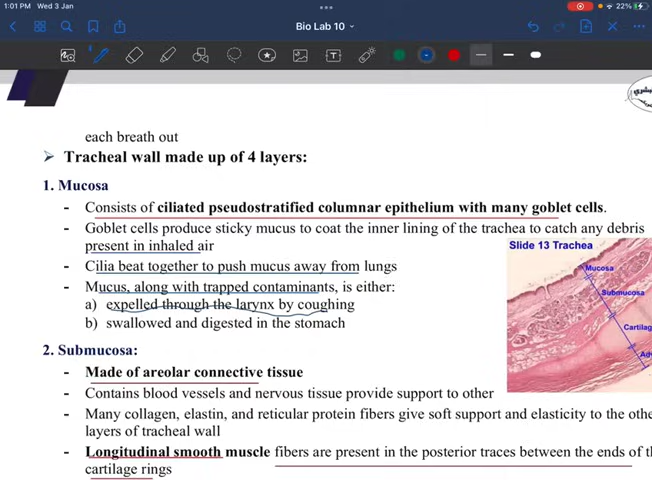 1:01 PM Wed 3 Jan
22%
Bio Lab 10
each breath out
➤ Tracheal wall made up of 4 layers:
1. Mucosa
- Consists of ciliated pseudostratified columnar epithelium with many goblet cells.
- Goblet cells produce sticky mucus to coat the inner lining of the trachea to catch any debris
present in inhaled air
- Cilia beat together to push mucus away from lungs
- Mucus, along with trapped contaminants, is either:
a) expelled through the larynx by coughing
b) swallowed and digested in the stomach
Slide 13 Trachea
Mucosa
Submucosa
Cartilag
Ad
2. Submucosa:
- Made of areolar connective tissue
- Contains blood vessels and nervous tissue provide support to other
- Many collagen, elastin, and reticular protein fibers give soft support and elasticity to the othe
layers of tracheal wall
- Longitudinal smooth muscle fibers are present in the posterior traces between the ends of th
cartilage rings